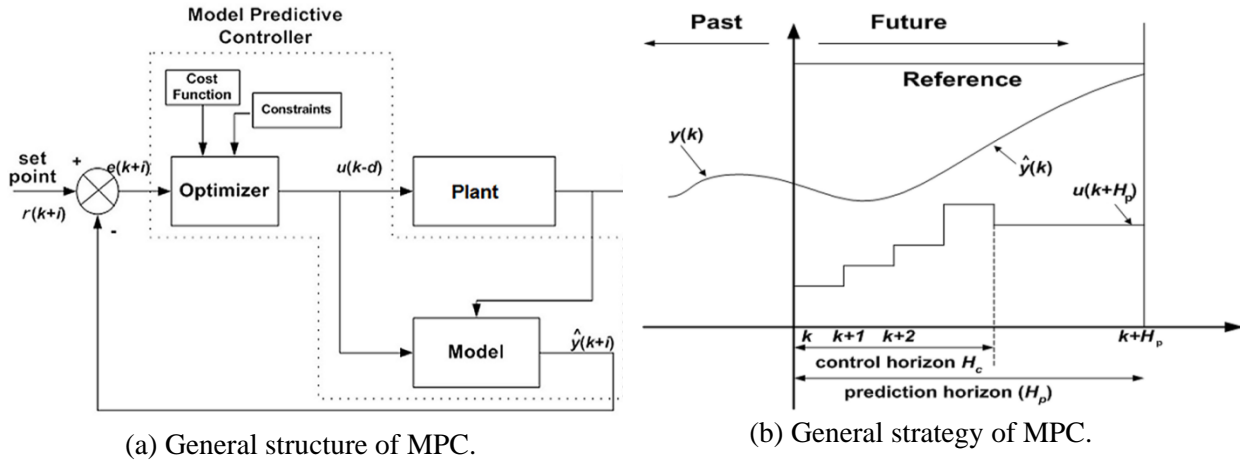 Model Predictive
Controller
Cost
Function
Constraints
set
point
r(k+i)
+
-
e(k+i)
Optimizer
u(k-d)
Plant
Model
ŷ(k+i)
(a) General structure of MPC.
Past
Future
Reference
y(k)
ŷ(k)
u(k+Hp)
k
k+1
k+2
k+Hp
control horizon Hc
prediction horizon (Hp)
(b) General strategy of MPC.